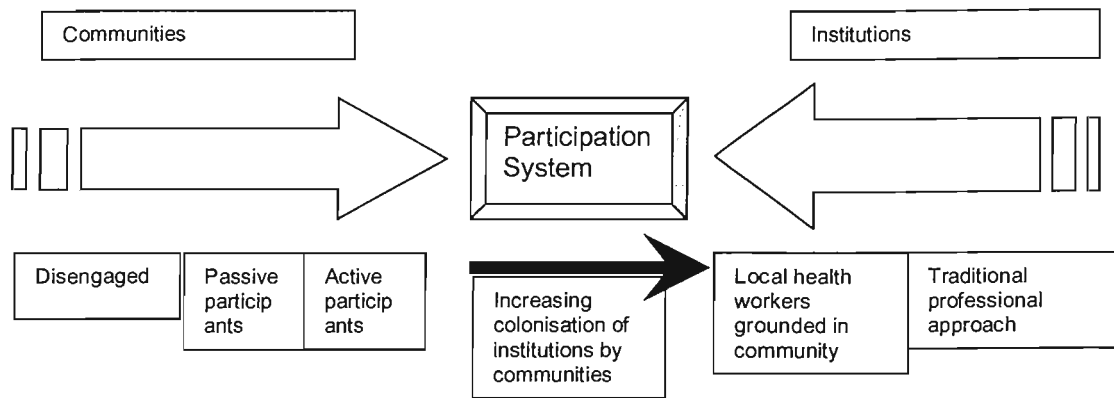 Communities
Institutions
Participation
System
Disengaged
Passive
particip
ants
Active
particip
ants
Increasing
colonisation of
institutions by
communities
Local health
workers
grounded in
community
Traditional
professional
approach